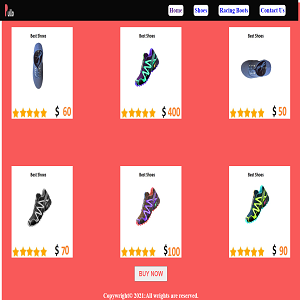 Home Shoes Racing Boots Contact Us
Best Shoes Best Shoes Best Shoes
$ 60 $ 400 $ 50
Best Shoes Best Shoes Best Shoes
$ 70 $100 $ 90
BUY NOW
Copyright© 2021:All wrights are reserved.